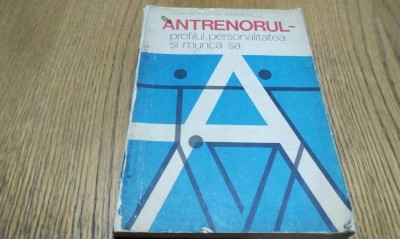 ANTRENORUL-
profilul, personalitatea
și munca sa